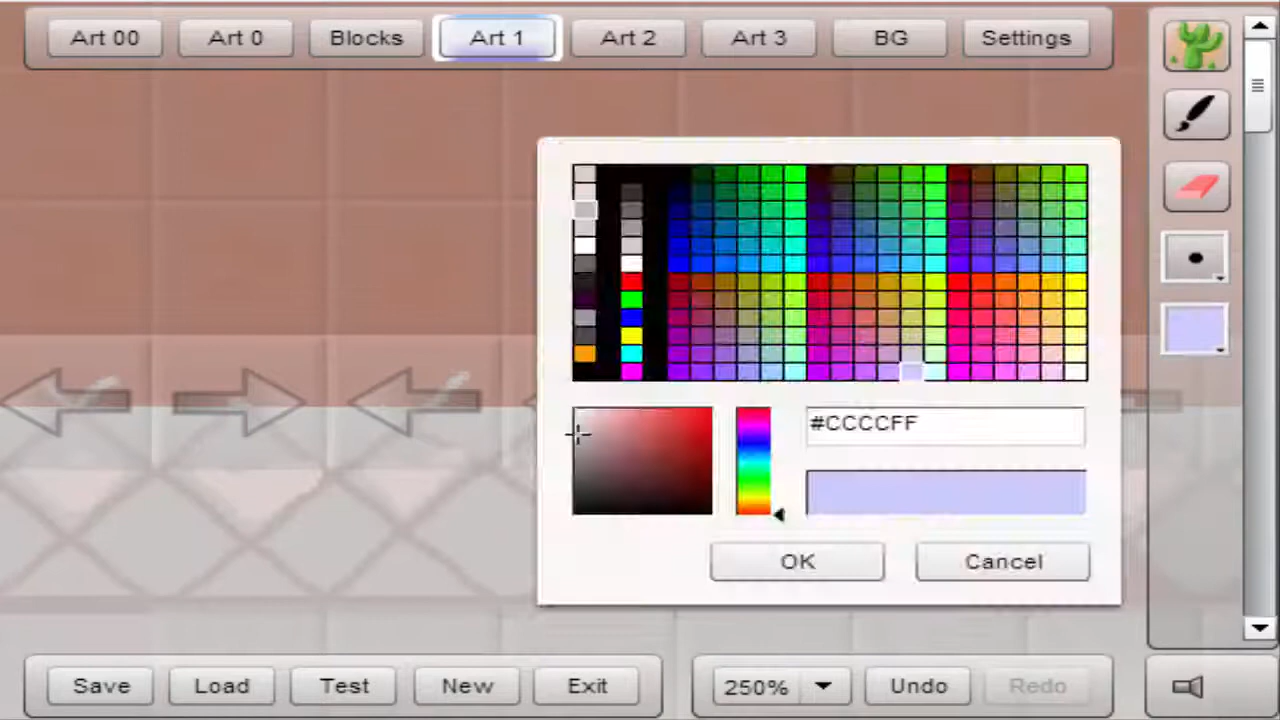 Art 00 Art 0 Blocks Art 1 Art 2 Art 3 BG Settings
#CCCCFF
OK Cancel
Save Load Test New Exit 250% Undo Redo